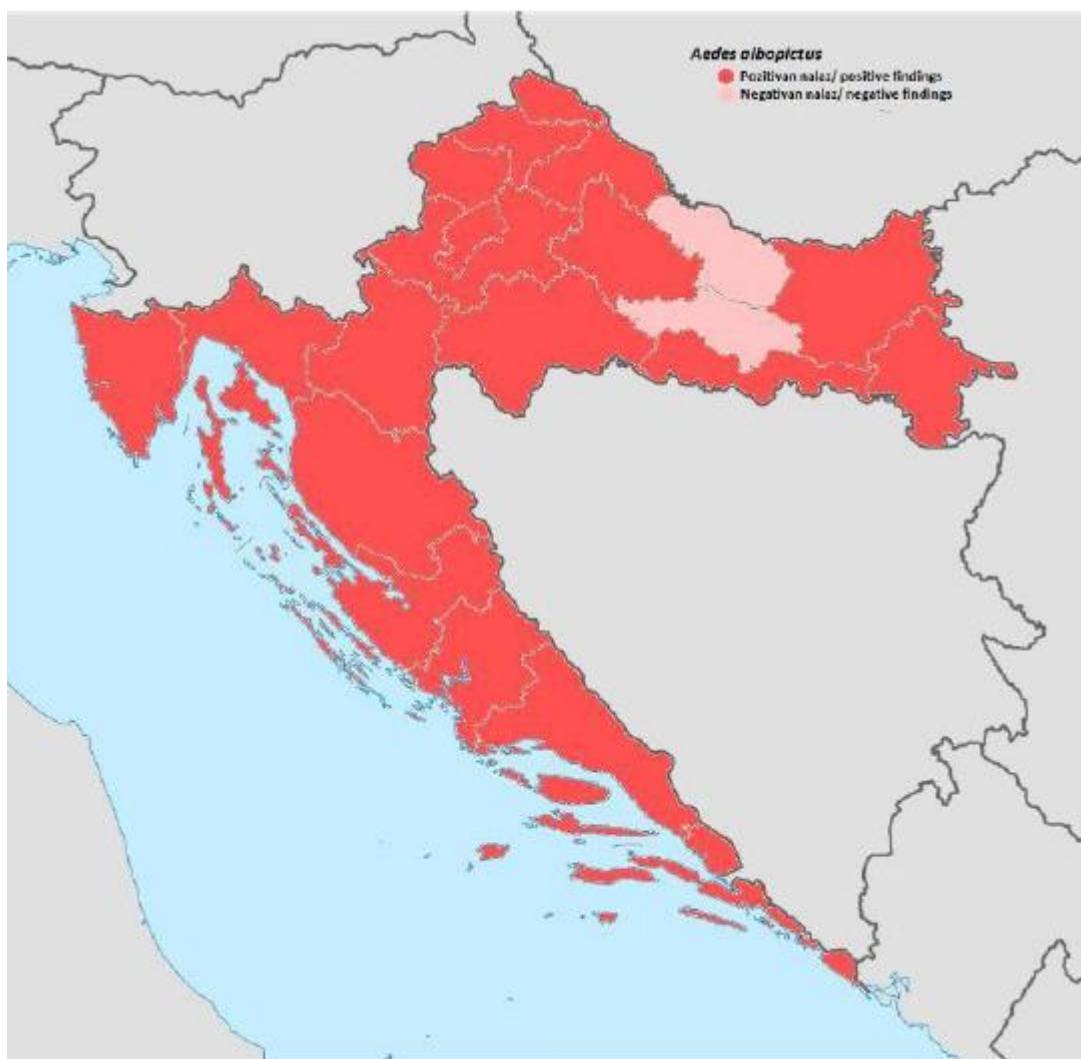 Aedes albopictus
Pozitivan nalaz/ positive findings
Negativan nalaz/ negative findings